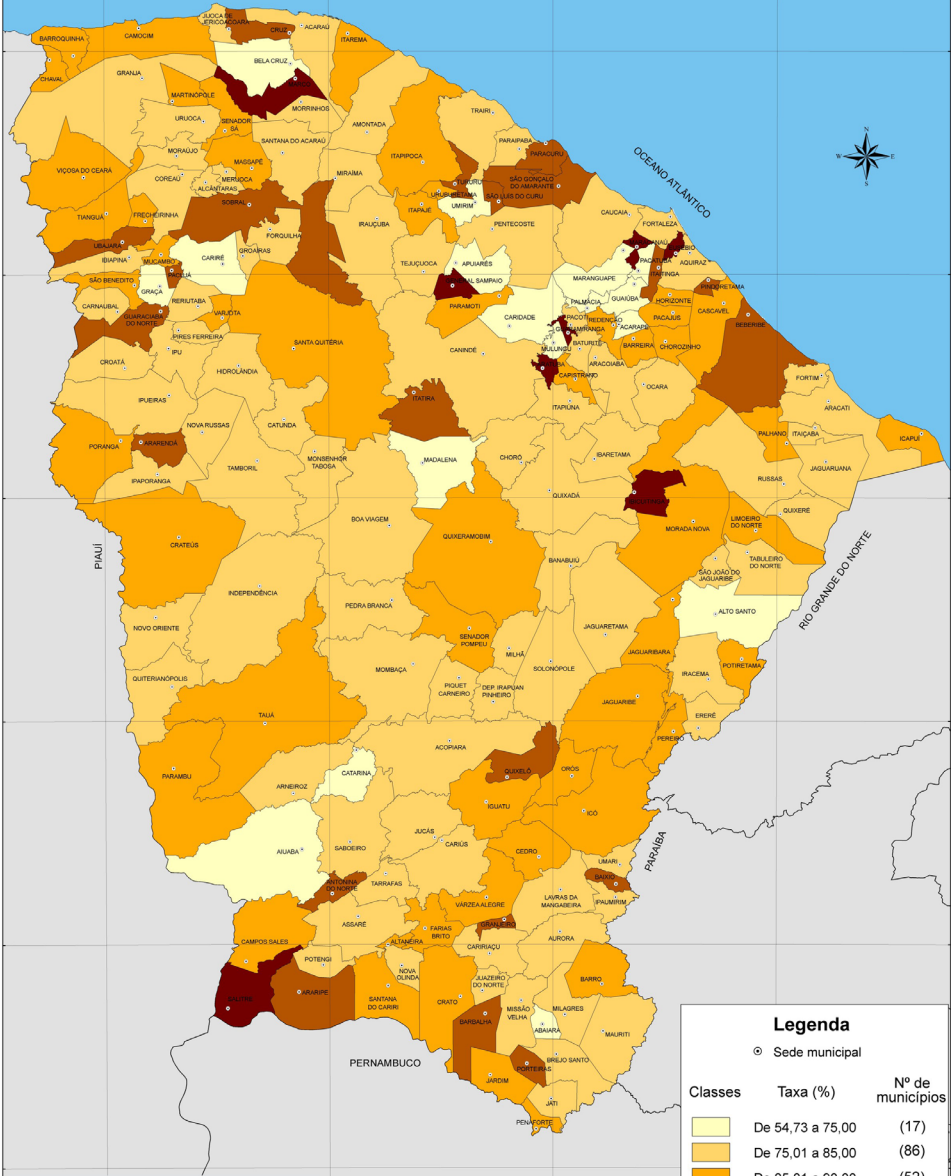 JIJOCA DE
JERICOACOARA
CRUZ
ACARAÚ
BARROQUINHA
CAMOCIM
ITAREMA
BELA CRUZ
CHAVAL
GRANJA
MARTINÓPOLE
MORRINHOS
TRAIRI
URUOCA
SENADOR
SÁ
AMONTADA
SANTANA DO ACARAÚ
PARAIPABA
PARACURU
N
W
E
S
OCEANO ATLÂNTICO
MORAÚJO
MASSAPÊ
ITAPIPOCA
VIÇOSA DO CEARÁ
COREAÚ
MERUOCA
MIRAÍMA
ALCÂNTARAS
SÃO GONÇALO
DO AMARANTE
URUBURETAMA
SÃO LUIS DO CURU
SOBRAL
ITAPAJÉ
UMIRIM
TIANGUÁ
FRECHEIRINHA
IRAUÇUBA
PENTECOSTE
CAUCAIA
FORTALEZA
FORQUILHA
UBAJARA
IBIAPINA
MUCAMBO
CARIRÉ
GROAÍRAS
APUIARÉS
PACATUBA
AQUIRAZ
TEJUÇUOCA
ITAITINGA
PACUJÁ
MARANGUAPE
SÃO BENEDITO
GRAÇA
PARAMOTI
GUAIÚBA
PINDORETAMA
CARNAUBAL
RERIUTABA
PALMÁCIA
HORIZONTE
CASCAVEL
GUARACIABA
DO NORTE
VARJOTA
CARIDADE
PACOTI
REDENÇÃO
ACARAPE
PACAJUS
BEBERIBE
PIRES FERREIRA
SANTA QUITÉRIA
MULUNGU
BATURITÉ
BARREIRA
CHOROZINHO
CROATÁ
IPU
CANINDÉ
ARACOIABA
HIDROLÂNDIA
CAPISTRANO
FORTIM
OCARA
IPUEIRAS
ITATIRA
ITAPIÚNA
ARACATI
NOVA RUSSAS
CATUNDA
PORANGA
ARARENDÁ
PALHANO
ITAIÇABA
ICAPUÍ
MONSENHOR
TABOSA
MADALENA
CHORÓ
IBARETAMA
TAMBORIL
JAGUARUANA
IPAPORANGA
RUSSAS
QUIXADÁ
QUIXERÉ
BOA VIAGEM
MORADA NOVA
LIMOEIRO
DO NORTE
CRATEÚS
QUIXERAMOBIM
PIAUÍ
BANABUIÚ
TABULEIRO
DO NORTE
SÃO JOÃO DO
JAGUARIBE
RIO GRANDE DO NORTE
INDEPENDÊNCIA
PEDRA BRANCA
ALTO SANTO
NOVO ORIENTE
JAGUARETAMA
SENADOR
POMPEU
JAGUARIBARA
MILHÃ
MOMBAÇA
SOLONÓPOLE
POTIRETAMA
IRACEMA
QUITERIANÓPOLIS
PIQUET
CARNEIRO
DEP. IRAPUAN
PINHEIRO
JAGUARIBE
TAUÁ
ERERÊ
PEREIRO
ACOPIARA
PARAMBU
CATARINA
QUIXELÔ
ORÓS
ARNEIROZ
IGUATU
ICÓ
JUCÁS
CARIÚS
AIUABA
SABOEIRO
CEDRO
PARAÍBA
UMARI
BAIXIO
ANTONINA
DO NORTE
TARRAFAS
LAVRAS DA
MANGABEIRA
IPAUMIRIM
VÁRZEA ALEGRE
ASSARÉ
FARIAS
BRITO
GRANJEIRO
AURORA
CAMPOS SALES
ALTANEIRA
CARIRIAÇU
POTENGI
NOVA
OLINDA
JUAZEIRO
DO NORTE
BARRO
SALITRE
ARARIPE
SANTANA
DO CARIRI
CRATO
MISSÃO
VELHA
MILAGRES
BARBALHA
ABAIARA
MAURITI
PERNAMBUCO
BREJO SANTO
PORTEIRAS
JARDIM
JATI
PENAFORTE
Legenda
Sede municipal
Classes Taxa (%) Nº de
municípios
De 54,73 a 75,00 (17)
De 75,01 a 85,00 (86)